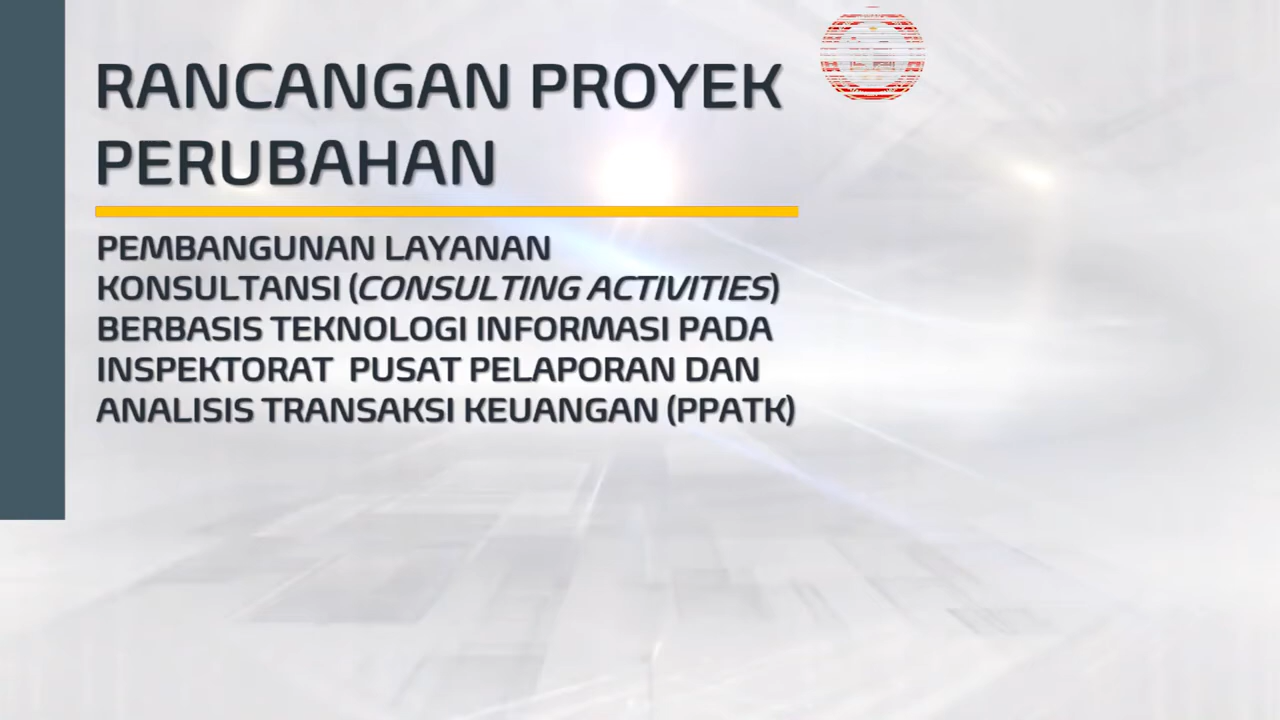 RANCANGAN PROYEK
PERUBAHAN
PEMBANGUNAN LAYANAN
KONSULTANSI (CONSULTING ACTIVITIES)
BERBASIS TEKNOLOGI INFORMASI PADA
INSPEKTORAT PUSAT PELAPORAN DAN
ANALISIS TRANSAKSI KEUANGAN (PPATK)